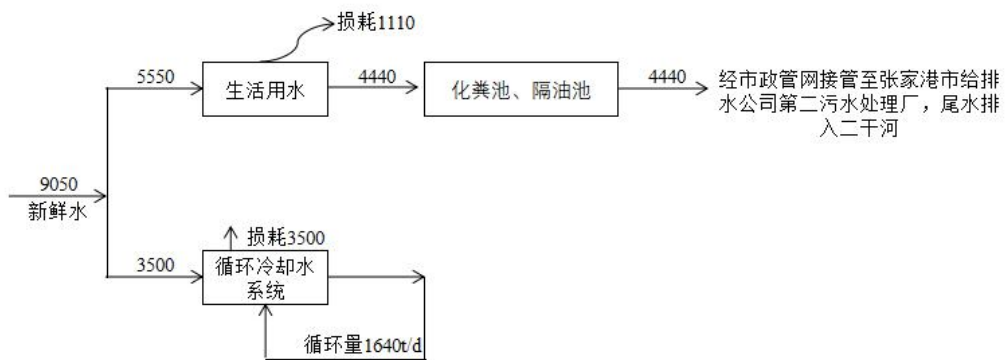 损耗1110
5550
生活用水
4440
化粪池、隔油池
4440
经市政管网接管至张家港市给排
水公司第二污水处理厂，尾水排
入二干河
9050
新鲜水
损耗3500
3500
循环冷却水
系统
循环量1640t/d